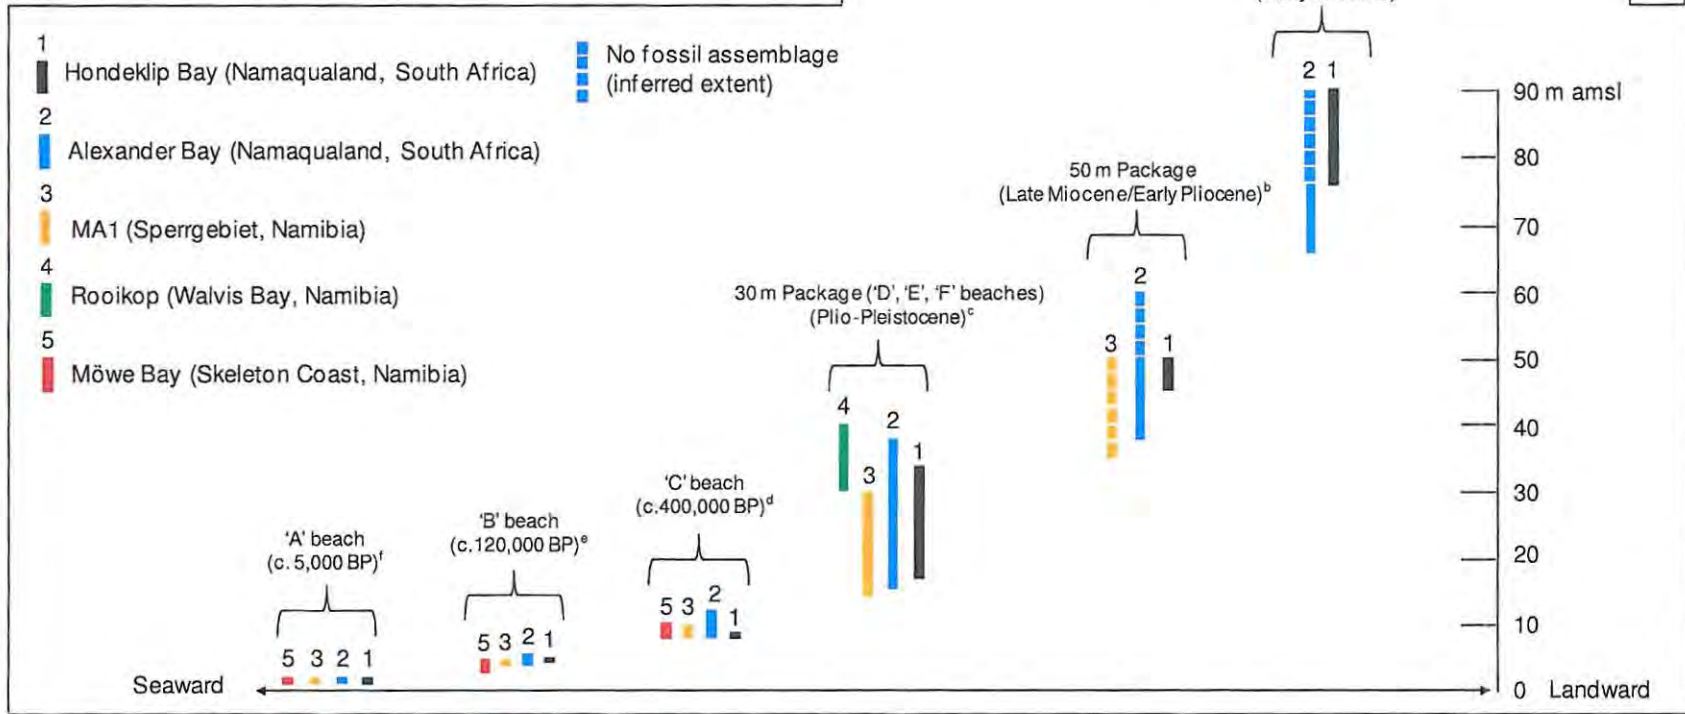 1
Hondeklip Bay (Namaqualand, South Africa)
2
Alexander Bay (Namaqualand, South Africa)
3
MA1 (Sperrgebiet, Namibia)
4
Rooikop (Walvis Bay, Namibia)
5
Möwe Bay (Skeleton Coast, Namibia)
No fossil assemblage
(inferred extent)
2 1
90 m amsl
80
70
60
50
40
30
20
10
0 Landward
50 m Package
(Late Miocene/Early Pliocene)ᵇ
3 2 1
30 m Package ('D', 'E', 'F' beaches)
(Plio-Pleistocene)ᶜ
4 3 2 1
'C' beach
(c.400,000 BP)ᵈ
5 3 2 1
'B' beach
(c.120,000 BP)ᵉ
5 3 2 1
'A' beach
(c. 5,000 BP)ᶠ
5 3 2 1
Seaward